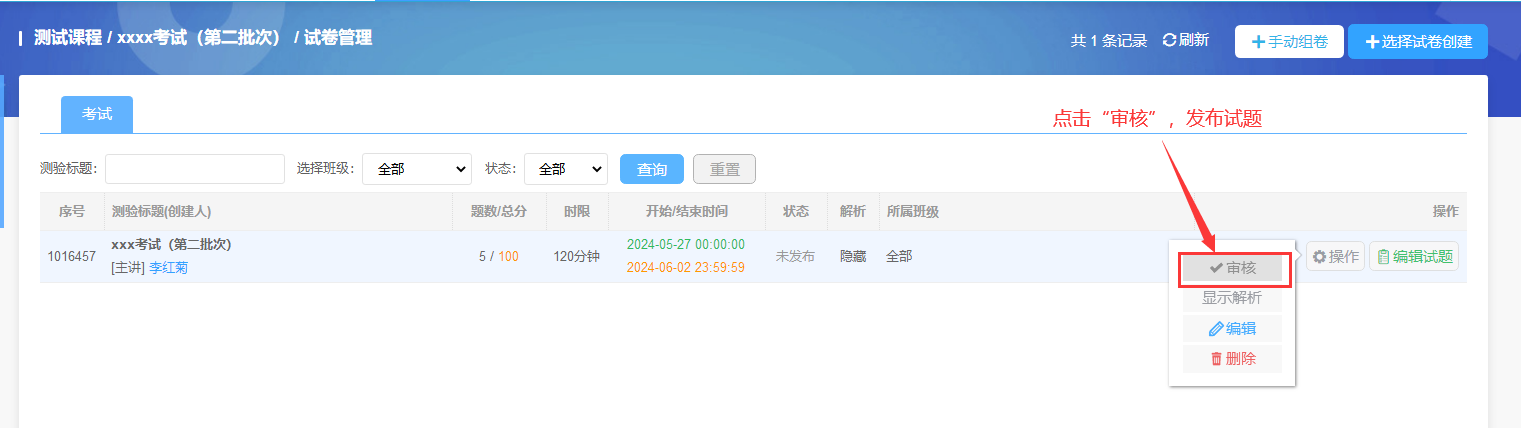 测试课程 / xxxx考试（第二批次） / 试卷管理
共 1 条记录 刷新 手动组卷 选择试卷创建
考试
点击“审核”，发布试题
测验标题： 选择班级： 全部 状态： 全部 查询 重置
序号 测验标题(创建人) 题数/总分 时限 开始/结束时间 状态 解析 所属班级 操作
1016457 xxx考试（第二批次） [主讲] 李红菊 5 / 100 120分钟 2024-05-27 00:00:00 2024-06-02 23:59:59 未发布 隐藏 全部 操作 编辑试题
审核
显示解析
编辑
删除